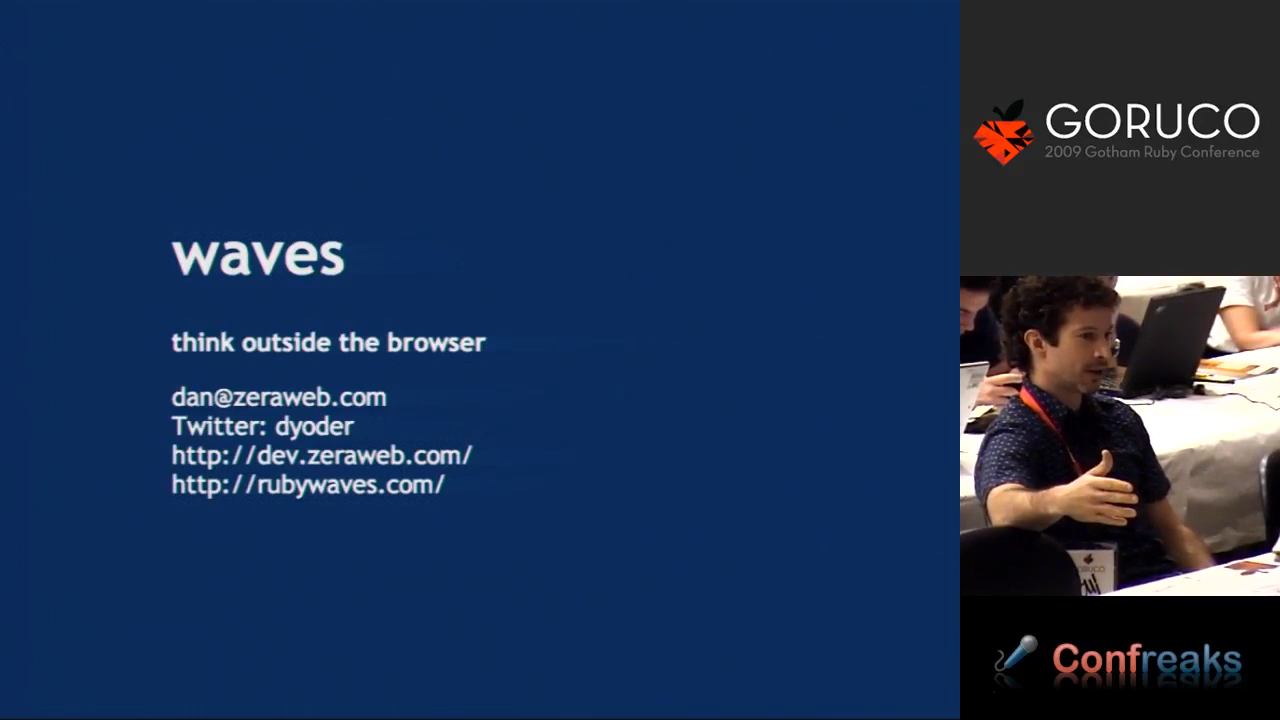 waves
think outside the browser
dan@zeraweb.com
Twitter: dyoder
http://dev.zeraweb.com/
http://rubywaves.com/
GORUCO
2009 Gotham Ruby Conference
GORUCO
Confreaks